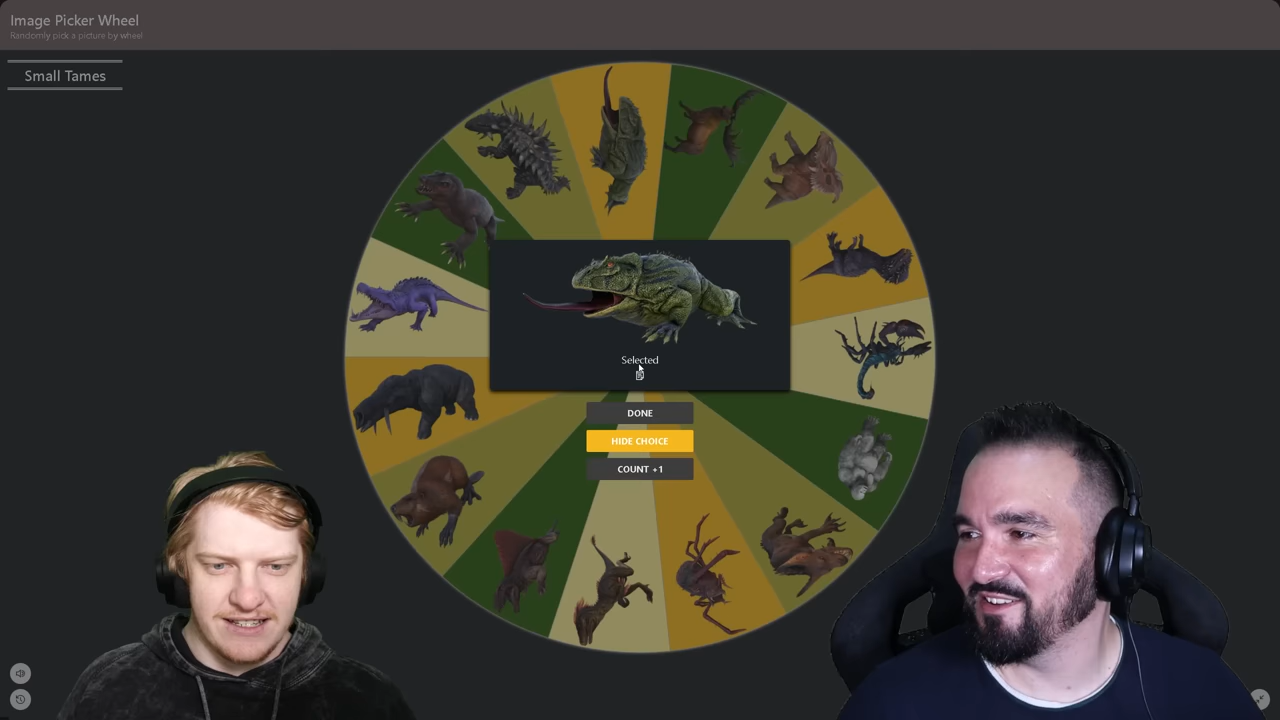 Image Picker Wheel
Randomly pick a picture by wheel
Small Tames
Selected
DONE
HIDE CHOICE
COUNT +1